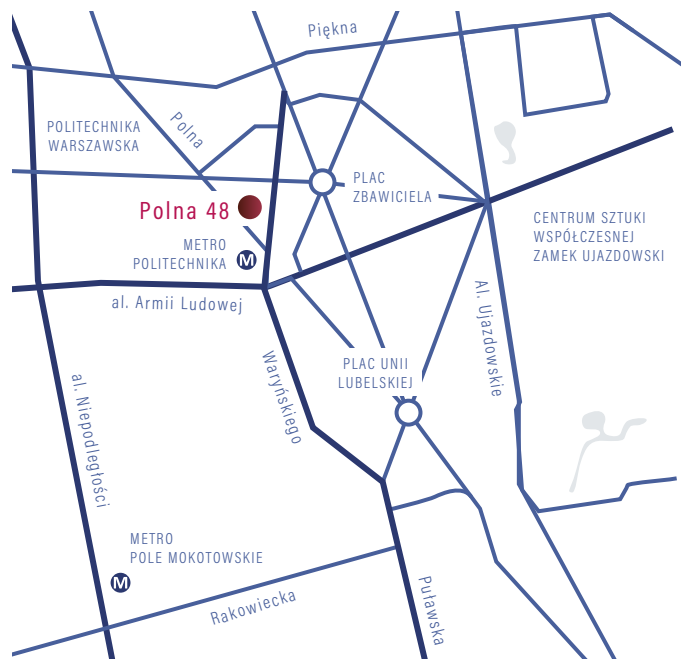 Piękna
Polna
POLITECHNIKA
WARSZAWSKA
PLAC
ZBAWICIELA
Polna 48
CENTRUM SZTUKI
WSPÓŁCZESNEJ
ZAMEK UJAZDOWSKI
METRO
POLITECHNIKA
M
al. Armii Ludowej
Al. Ujazdowskie
Waryńskiego
PLAC UNII
LUBELSKIEJ
al. Niepodległości
METRO
POLE MOKOTOWSKIE
M
Rakowiecka
Puławska